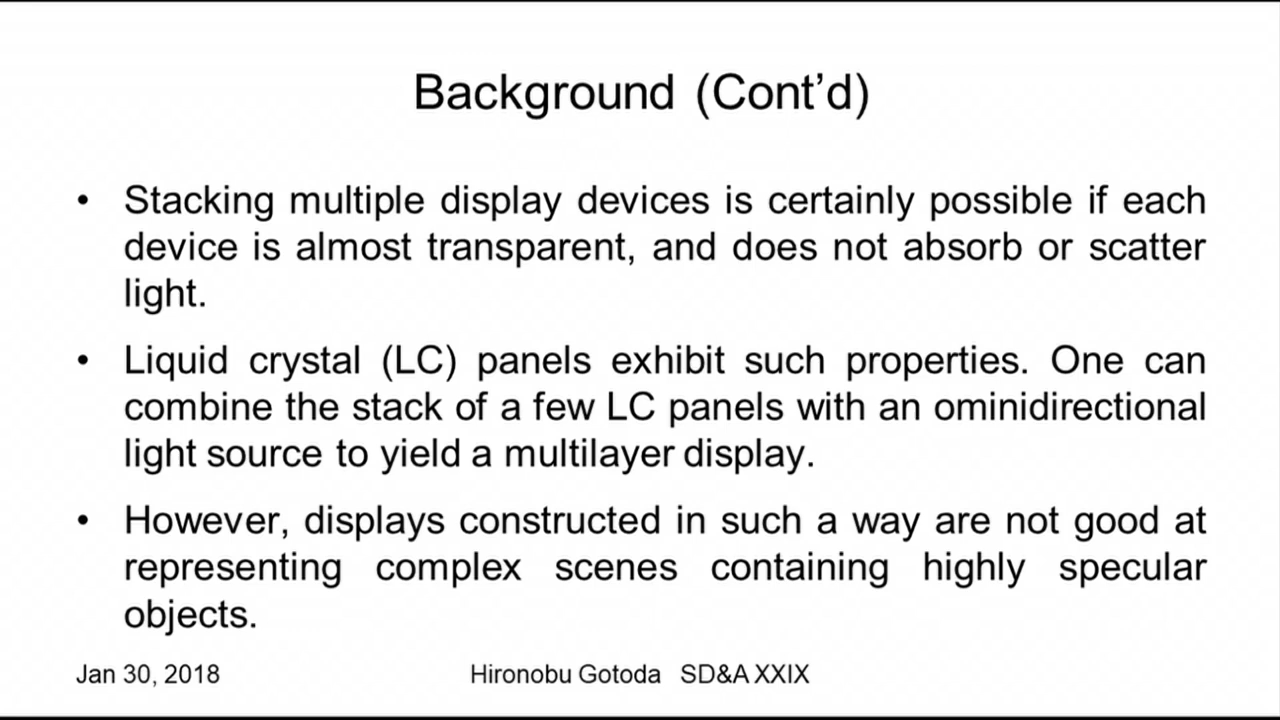 Background (Cont’d)
• Stacking multiple display devices is certainly possible if each
device is almost transparent, and does not absorb or scatter
light.
• Liquid crystal (LC) panels exhibit such properties. One can
combine the stack of a few LC panels with an ominidirectional
light source to yield a multilayer display.
• However, displays constructed in such a way are not good at
representing complex scenes containing highly specular
objects.
Jan 30, 2018 Hironobu Gotoda SD&A XXIX